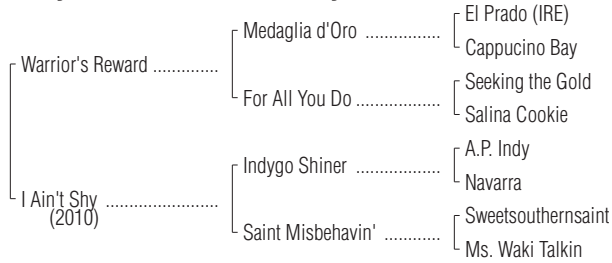 El Prado (IRE)
Medaglia d'Oro ................
Cappucino Bay
Warrior's Reward ..............
Seeking the Gold
For All You Do ...................
Salina Cookie
A.P. Indy
Indygo Shiner ...................
Navarra
I Ain't Shy ........................
(2010)
Sweetsouthernsaint
Saint Misbehavin' ............
Ms. Waki Talkin